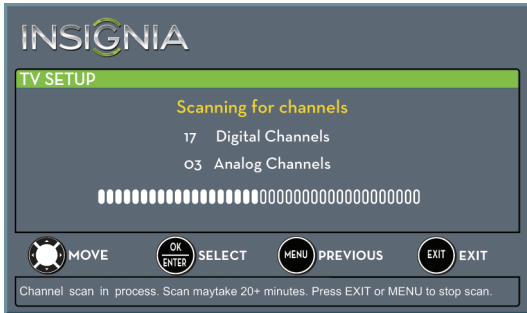 INSIGNIA
TV SETUP
Scanning for channels
17 Digital Channels
03 Analog Channels
OK ENTER SELECT
MOVE
MENU PREVIOUS
EXIT EXIT
Channel scan in process. Scan maytake 20+ minutes. Press EXIT or MENU to stop scan.